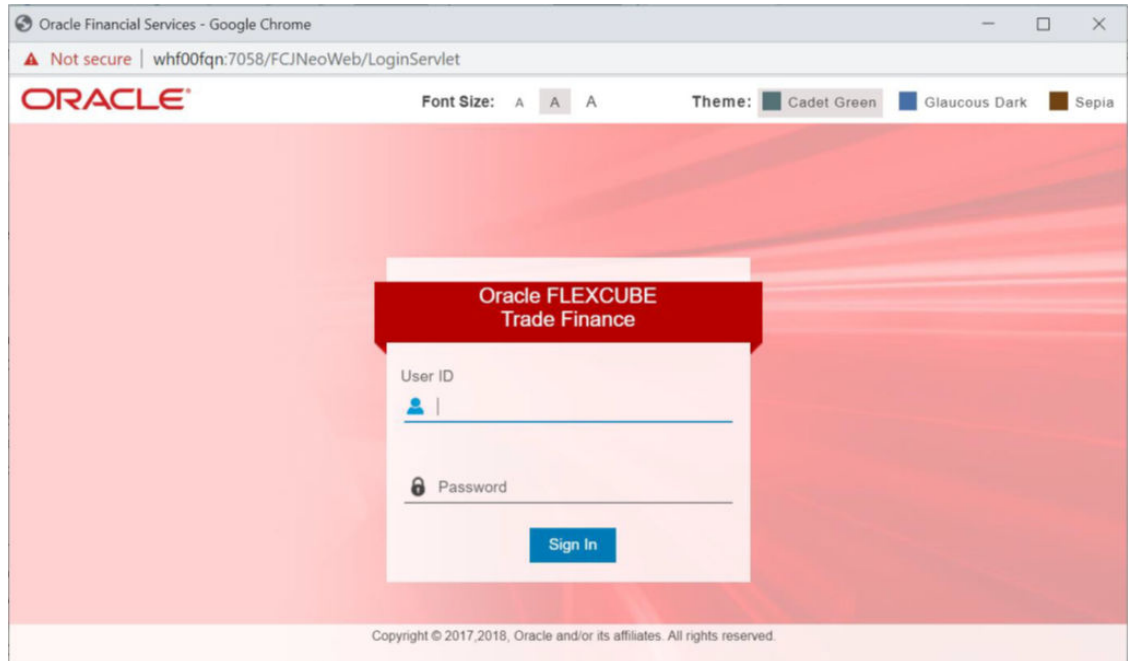 Oracle Financial Services - Google Chrome
Not secure | whf00fqn:7058/FCJNeoWeb/LoginServlet
ORACLE® Font Size: A A A Theme: Cadet Green Glaucous Dark Sepia
Oracle FLEXCUBE
Trade Finance
User ID
Password
Sign In
Copyright © 2017,2018, Oracle and/or its affiliates. All rights reserved.